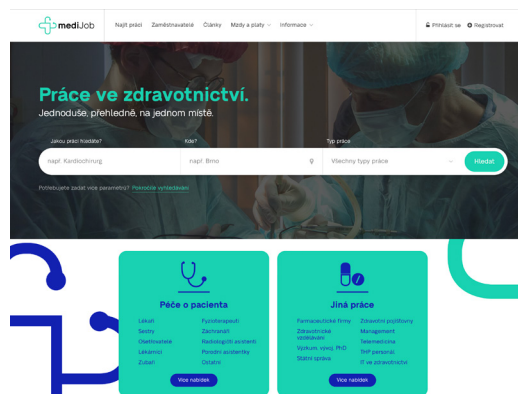 mediJob
Najít práci
Zaměstnavatelé
Články
Mzdy a platy
Informace
Přihlásit se
Registrovat
Práce ve zdravotnictví.
Jednoduše, přehledně, na jednom místě.
Jakou práci hledáte?
Kde?
Typ práce
např. Kardiochirurg
např. Brno
Všechny typy práce
Hledat
Potřebujete zadat více parametrů? Pokročilé vyhledávání
Péče o pacienta
Lékaři
Sestry
Ošetřovatelé
Lékárníci
Zubaři
Fyzioterapeuti
Záchranáři
Radiologičtí asistenti
Porodní asistentky
Ostatní
Více nabídek
Jiná práce
Farmaceutické firmy
Zdravotnické
vzdělávání
Výzkum, vývoj, PhD
Státní správa
Zdravotní pojišťovny
Management
Telemedicína
THP personál
IT ve zdravotnictví
Více nabídek